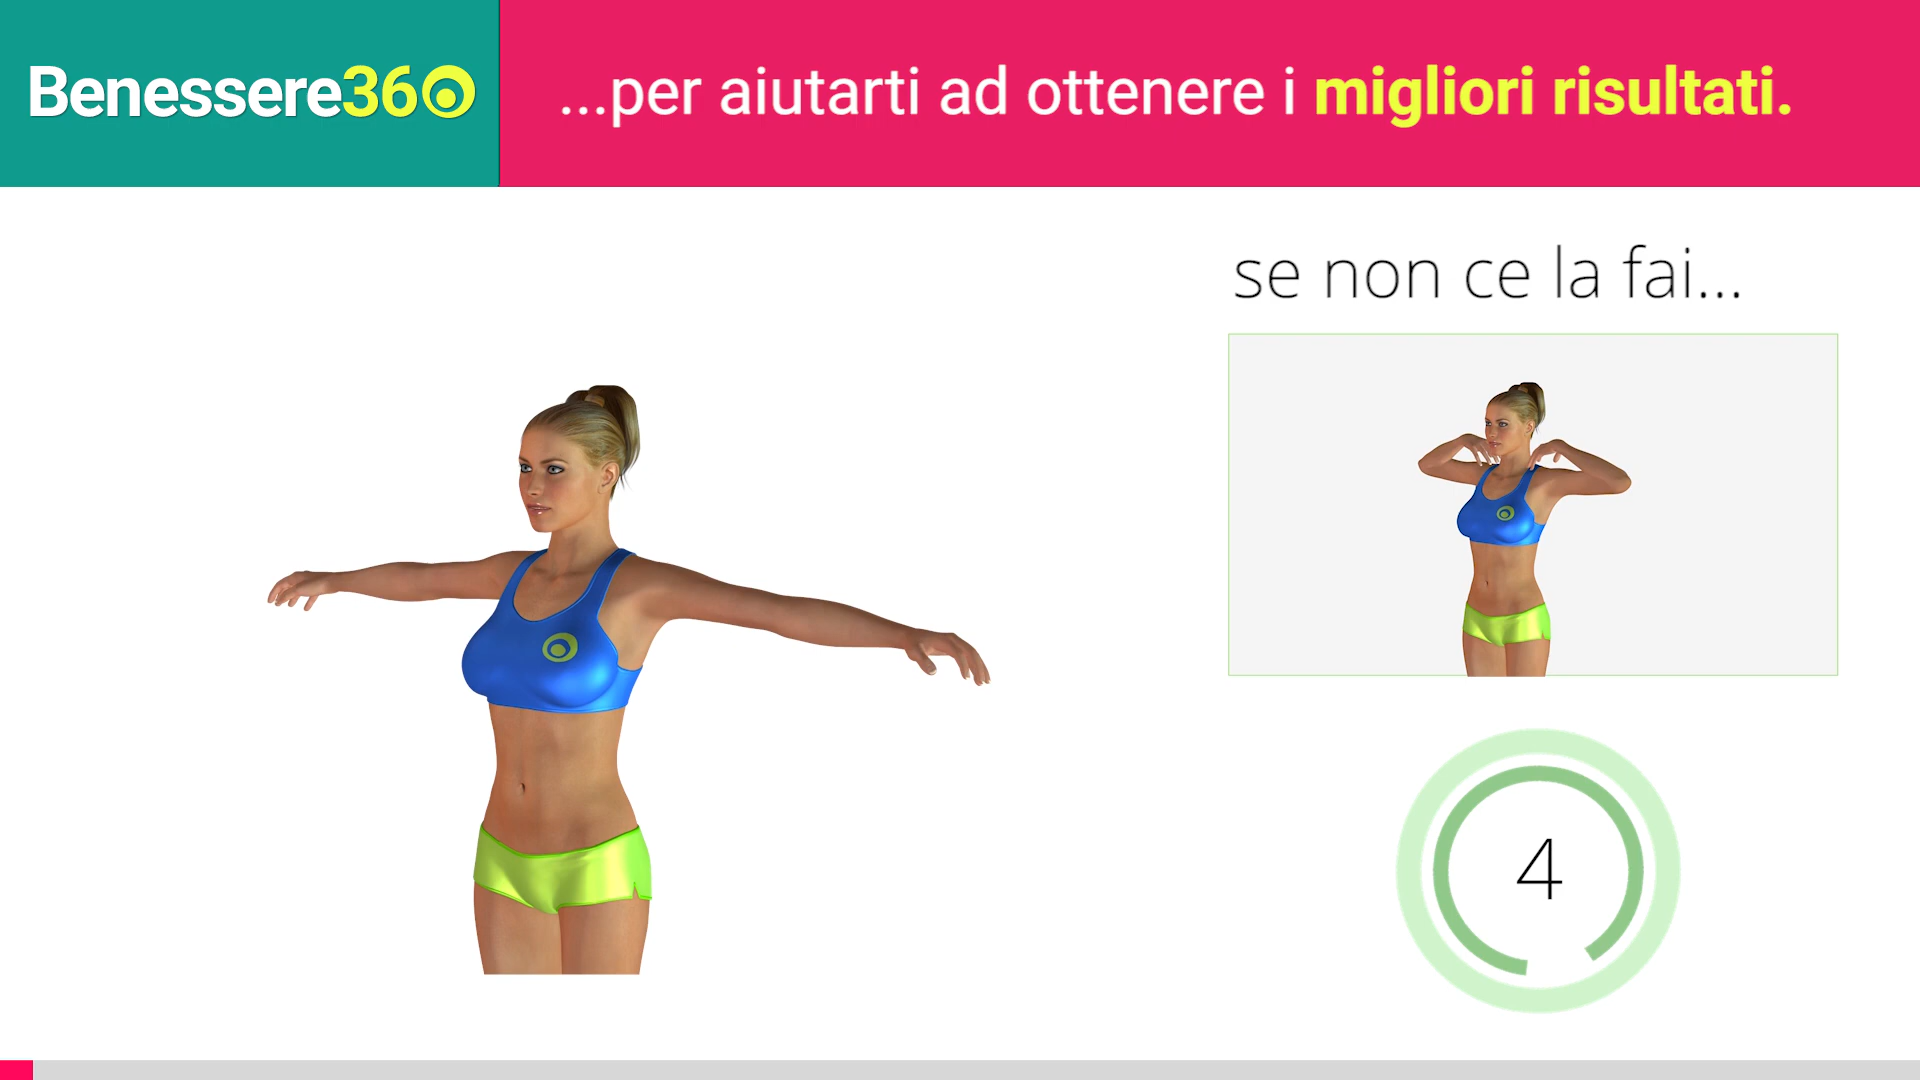 Benessere360
...per aiutarti ad ottenere i migliori risultati.
se non ce la fai...
4